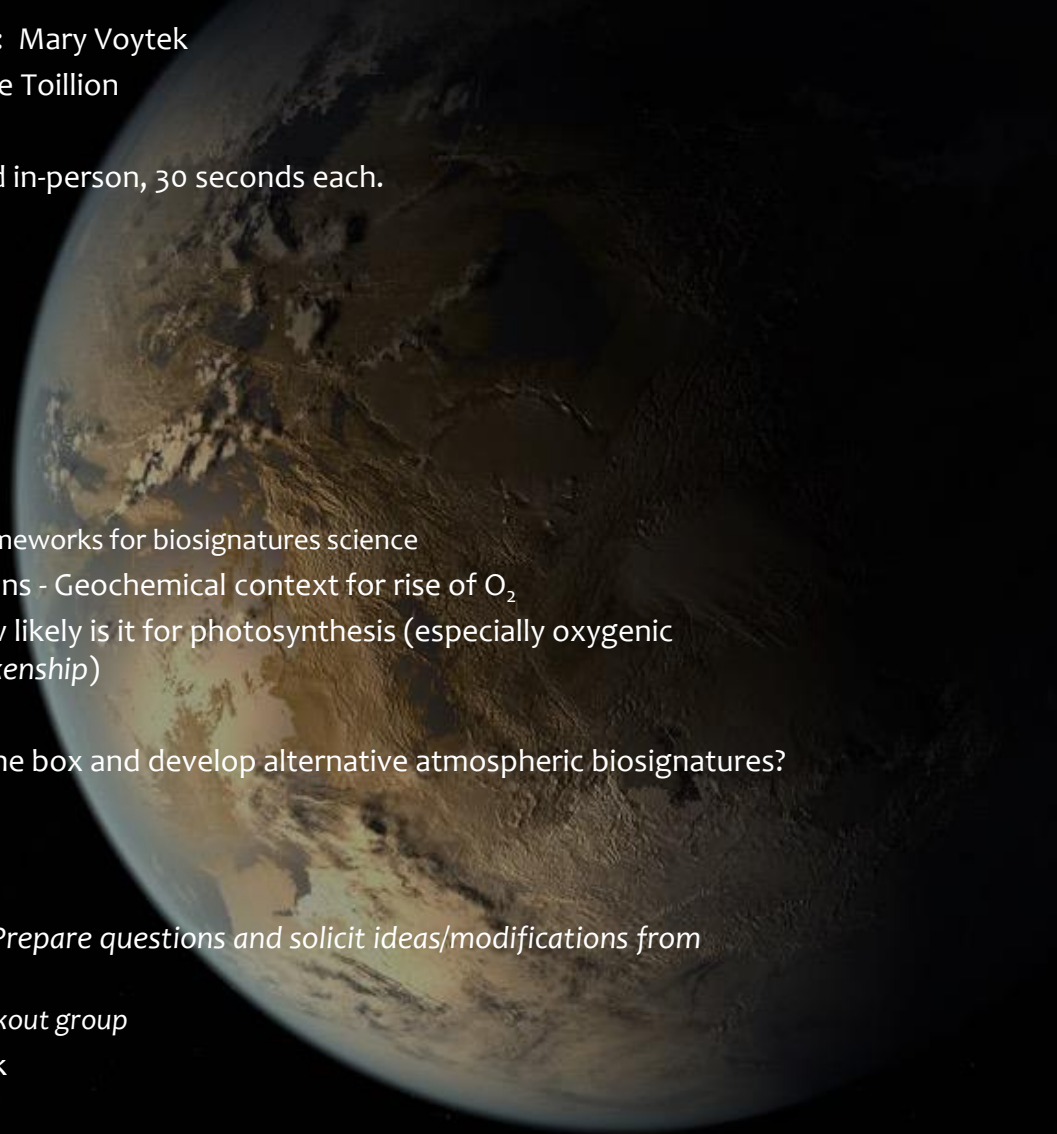 : Mary Voytek
e Toillion
d in-person, 30 seconds each.
meworks for biosignatures science
ns - Geochemical context for rise of O₂
likely is it for photosynthesis (especially oxygenic
kenship)
he box and develop alternative atmospheric biosignatures?
Prepare questions and solicit ideas/modifications from
kout group
k